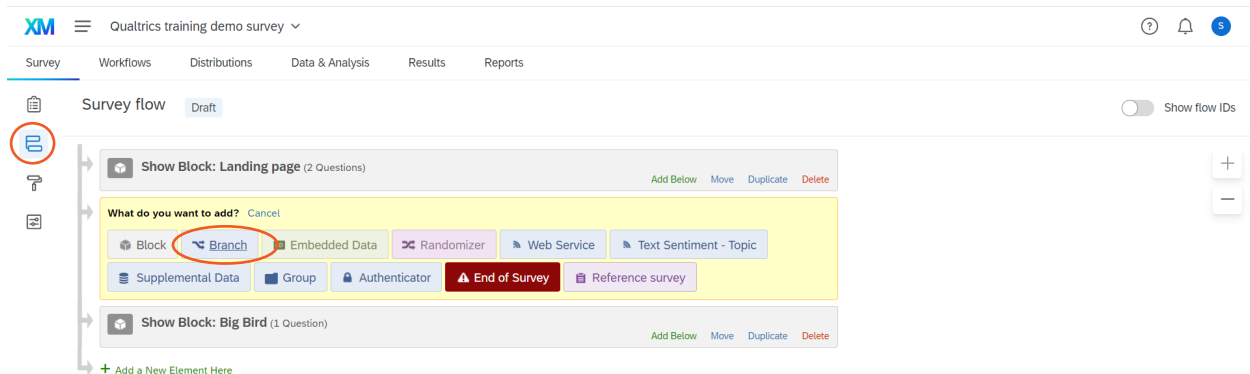 XM Qualtrics training demo survey ? S
Survey Workflows Distributions Data & Analysis Results Reports
Survey flow Draft Show flow IDs
Show Block: Landing page (2 Questions)
Add Below Move Duplicate Delete
What do you want to add? Cancel
Block Branch Embedded Data Randomizer Web Service Text Sentiment - Topic
Supplemental Data Group Authenticator End of Survey Reference survey
Show Block: Big Bird (1 Question)
Add Below Move Duplicate Delete
+ Add a New Element Here